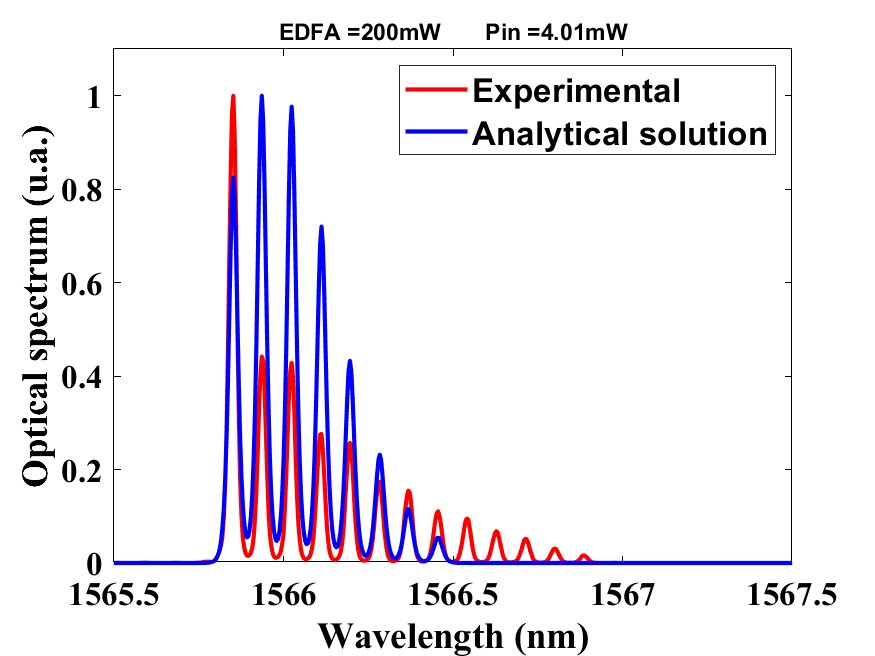 EDFA =200mW Pin =4.01mW
Experimental
Analytical solution
Optical spectrum (u.a.)
1
0.8
0.6
0.4
0.2
0
1565.5 1566 1566.5 1567 1567.5
Wavelength (nm)